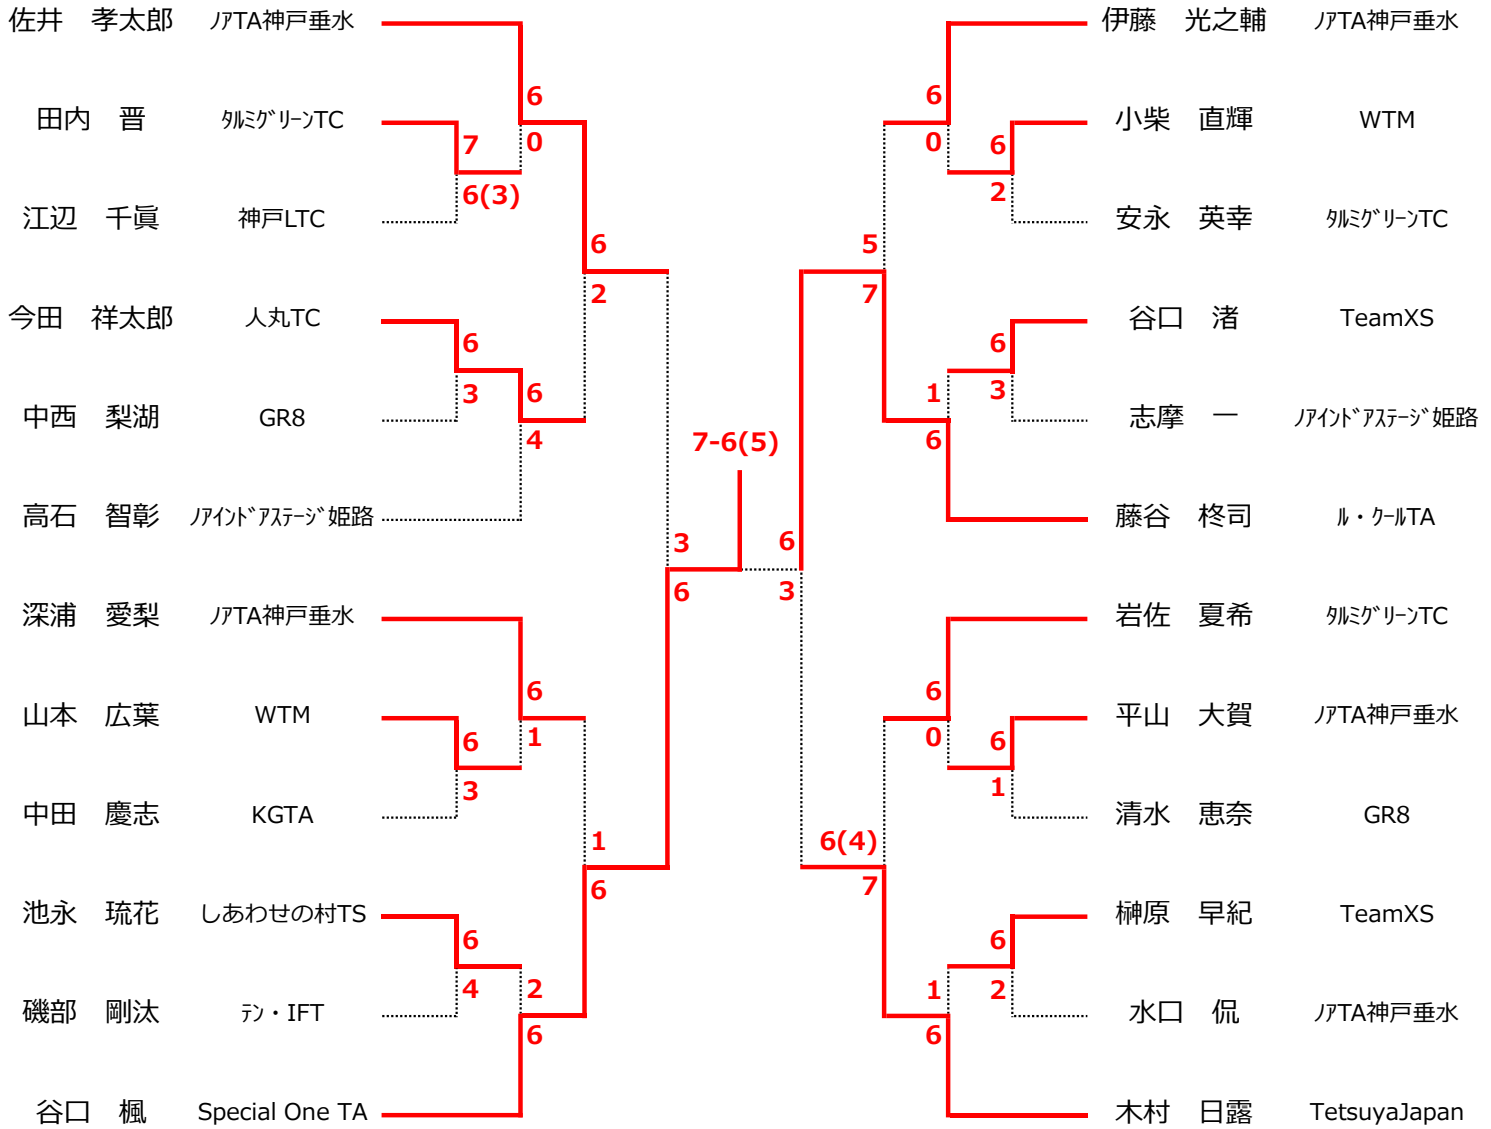 佐井　孝太郎 ﾉｱTA神戸垂水
6
田内　晋 ﾀﾙﾐｸﾞﾘｰﾝTC
7
0
6(3)
江辺　千眞 神戸LTC
6
2
今田　祥太郎 人丸TC
6
3
6
中西　梨湖 GR8
4
高石　智彰 ﾉｱｲﾝﾄﾞｱｽﾃｰｼﾞ姫路
3
6
深浦　愛梨 ﾉｱTA神戸垂水
6
山本　広葉 WTM
6
1
3
中田　慶志 KGTA
1
6
池永　琉花 しあわせの村TS
6
4
2
磯部　剛汰 ﾃﾝ・IFT
6
谷口　楓 Special One TA
7-6(5)
伊藤　光之輔 ﾉｱTA神戸垂水
6
小柴　直輝 WTM
0
6
2
安永　英幸 ﾀﾙﾐｸﾞﾘｰﾝTC
5
7
谷口　渚 TeamXS
6
1
3
志摩　一 ﾉｱｲﾝﾄﾞｱｽﾃｰｼﾞ姫路
6
藤谷　柊司 ﾙ・ｸｰﾙTA
6
3
岩佐　夏希 ﾀﾙﾐｸﾞﾘｰﾝTC
6
平山　大賀 ﾉｱTA神戸垂水
0
6
1
清水　恵奈 GR8
6(4)
7
榊原　早紀 TeamXS
6
1
2
水口　侃 ﾉｱTA神戸垂水
6
木村　日露 TetsuyaJapan